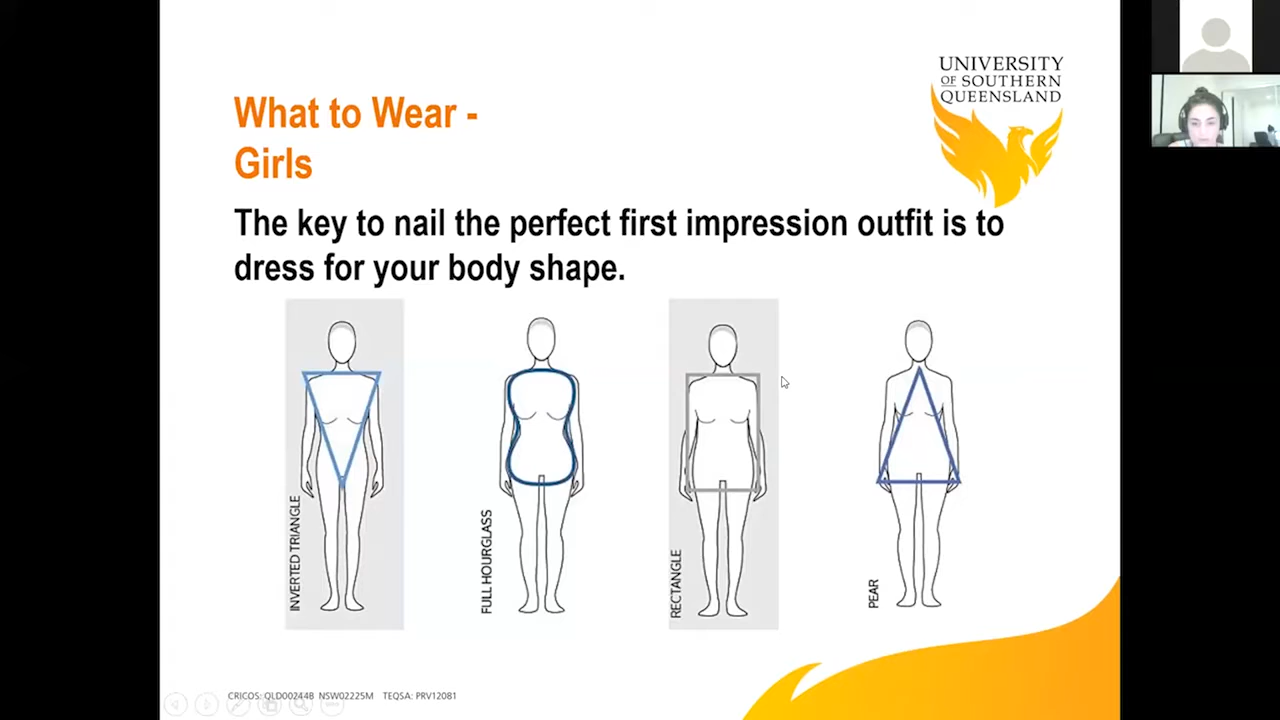 UNIVERSITY
OF SOUTHERN
QUEENSLAND
What to Wear -
Girls
The key to nail the perfect first impression outfit is to
dress for your body shape.
INVERTED TRIANGLE
FULL HOURGLASS
RECTANGLE
PEAR
CRICOS: QLD00244B NSW02225M TEQSA: PRV12081